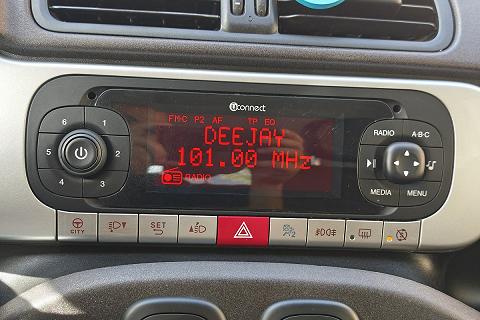 uconnect
FM-C P2 AF TP EQ
DEEJAY
101.00 MHz
RADIO
6 1
5 2
4 3
RADIO A·B·C
MEDIA MENU
CITY
SET